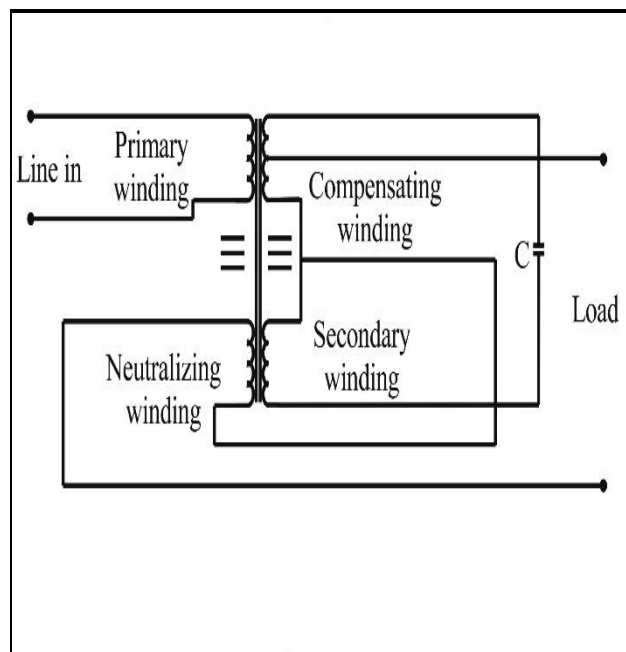 Line in
Primary
winding
Compensating
winding
C
Load
Neutralizing
winding
Secondary
winding